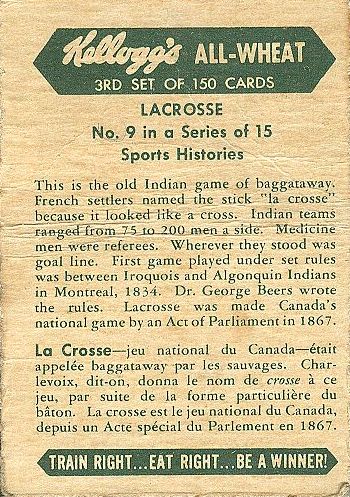 Kellogg's ALL-WHEAT
3RD SET OF 150 CARDS
LACROSSE
No. 9 in a Series of 15
Sports Histories
This is the old Indian game of baggataway.
French settlers named the stick "la crosse"
because it looked like a cross. Indian teams
ranged from 75 to 200 men a side. Medicine
men were referees. Wherever they stood was
goal line. First game played under set rules
was between Iroquois and Algonquin Indians
in Montreal, 1834. Dr. George Beers wrote
the rules. Lacrosse was made Canada's
national game by an Act of Parliament in 1867.
La Crosse—jeu national du Canada—était
appelée baggataway par les sauvages. Char-
levoix, dit-on, donna le nom de crosse à ce
jeu, par suite de la forme particulière du
bâton. La crosse est le jeu national du Canada,
depuis un Acte spécial du Parlement en 1867.
TRAIN RIGHT...EAT RIGHT...BE A WINNER!